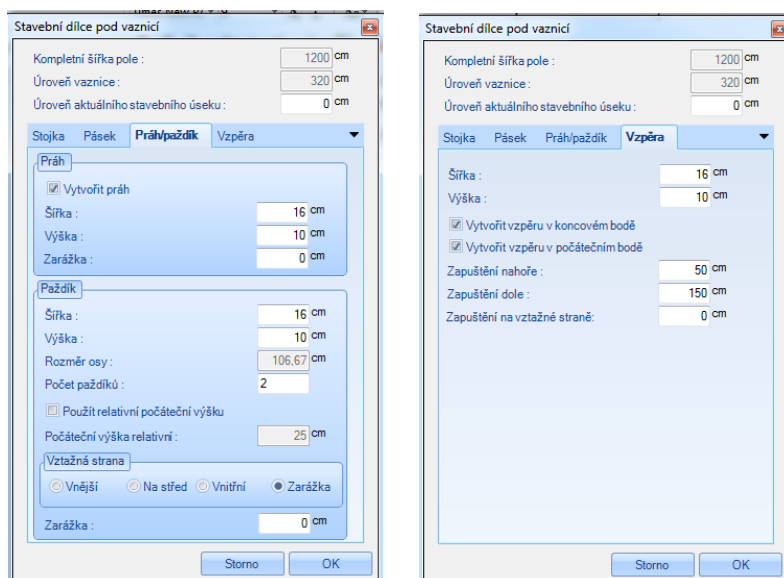 Stavební dílce pod vaznicí
Kompletní šířka pole : 1200 cm
Úroveň vaznice : 320 cm
Úroveň aktuálního stavebního úseku : 0 cm
Stojka Pásek Práh/paždík Vzpěra
Práh
Vytvořit práh
Šířka : 16 cm
Výška : 10 cm
Zarážka : 0 cm
Paždík
Šířka : 16 cm
Výška : 10 cm
Rozměr osy : 106,67 cm
Počet paždíků : 2
Použít relativní počáteční výšku
Počáteční výška relativní : 25 cm
Vztažná strana
Vnější Na střed Vnitřní Zarážka
Zarážka : 0 cm
Storno OK
Stavební dílce pod vaznicí
Kompletní šířka pole : 1200 cm
Úroveň vaznice : 320 cm
Úroveň aktuálního stavebního úseku : 0 cm
Stojka Pásek Práh/paždík Vzpěra
Šířka : 16 cm
Výška : 10 cm
Vytvořit vzpěru v koncovém bodě
Vytvořit vzpěru v počátečním bodě
Zapuštění nahoře : 50 cm
Zapuštění dole : 150 cm
Zapuštění na vztažné straně: 0 cm
Storno OK